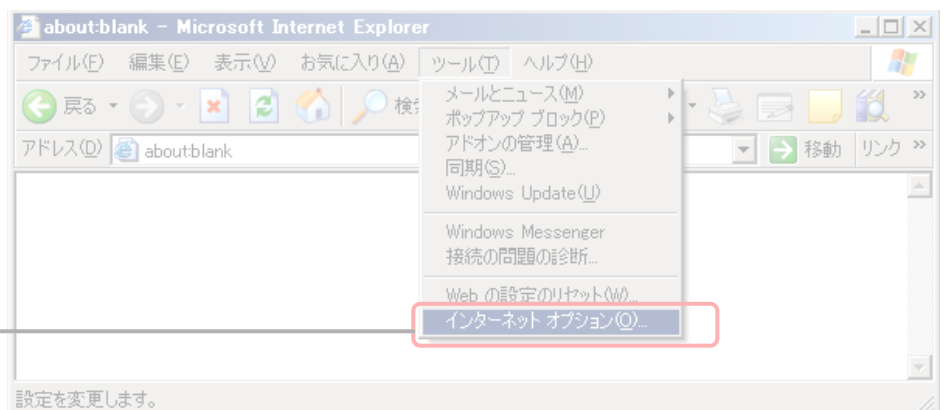 about:blank - Microsoft Internet Explorer
ファイル(F) 編集(E) 表示(V) お気に入り(A) ツール(T) ヘルプ(H)
戻る 検
メールとニュース(M)
ポップアップ ブロック(P)
アドオンの管理(A)...
同期(S)...
Windows Update(U)
アドレス(D) about:blank 移動 リンク
Windows Messenger
接続の問題の診断...
Web の設定のリセット(W)...
インターネット オプション(O)...
設定を変更します。